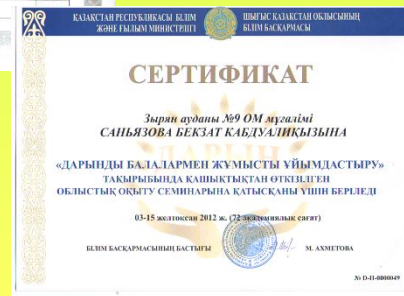 ҚАЗАҚСТАН РЕСПУБЛИКАСЫ БІЛІМ
ЖӘНЕ ҒЫЛЫМ МИНИСТРЛІГІ
ШЫҒЫС ҚАЗАҚСТАН ОБЛЫСЫНЫҢ
БІЛІМ БАСҚАРМАСЫ
СЕРТИФИКАТ
Зырян ауданы №9 ОМ мұғалімі
САНЬЯЗОВА БЕКЗАТ КАБДУАЛИҚЫЗЫНА
ДАРЫН
«ДАРЫНДЫ БАЛАЛАРМЕН ЖҰМЫСТЫ ҰЙЫМДАСТЫРУ»
ТАҚЫРЫБЫНДА ҚАШЫҚТЫҚТАН ӨТКІЗІЛГЕН
ОБЛЫСТЫҚ ОҚЫТУ СЕМИНАРЫНА ҚАТЫСҚАНЫ ҮШІН БЕРІЛЕДІ
03-15 желтоқсан 2012 ж. (72 академиялық сағат)
БІЛІМ БАСҚАРМАСЫНЫҢ БАСТЫҒЫ
М. АХМЕТОВА
№ D-II-0000049